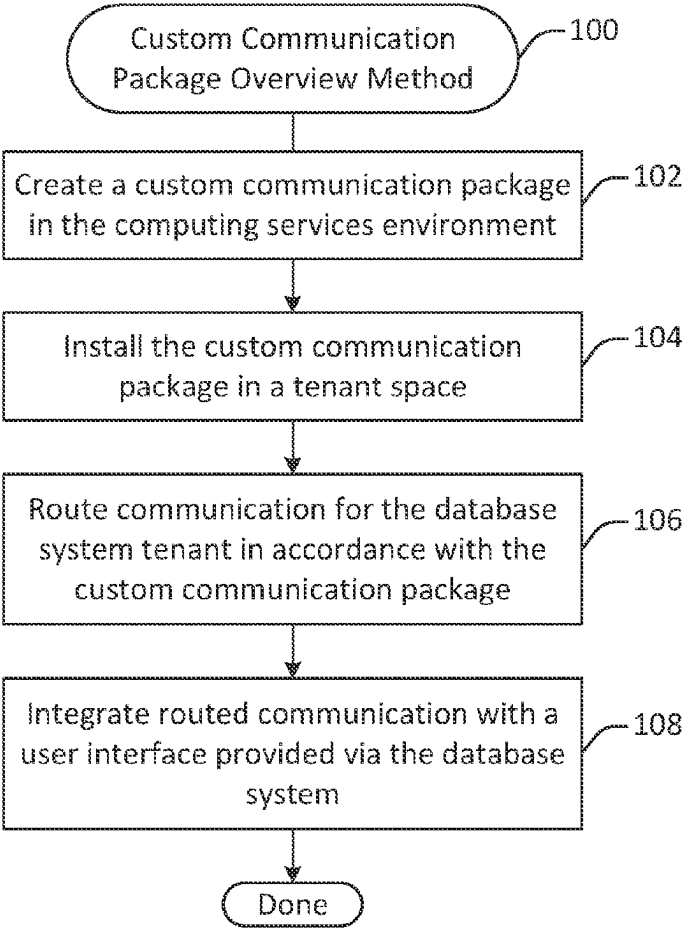 Custom Communication
Package Overview Method
100
Create a custom communication package
in the computing services environment
102
Install the custom communication
package in a tenant space
104
Route communication for the database
system tenant in accordance with the
custom communication package
106
Integrate routed communication with a
user interface provided via the database
system
108
Done